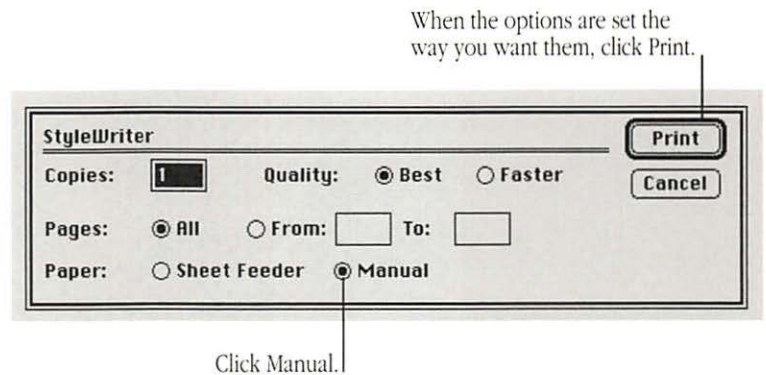 When the options are set the
way you want them, click Print.
StyleWriter
Print
Copies: 1 Quality: Best Faster
Cancel
Pages: All From: To:
Paper: Sheet Feeder Manual
Click Manual.